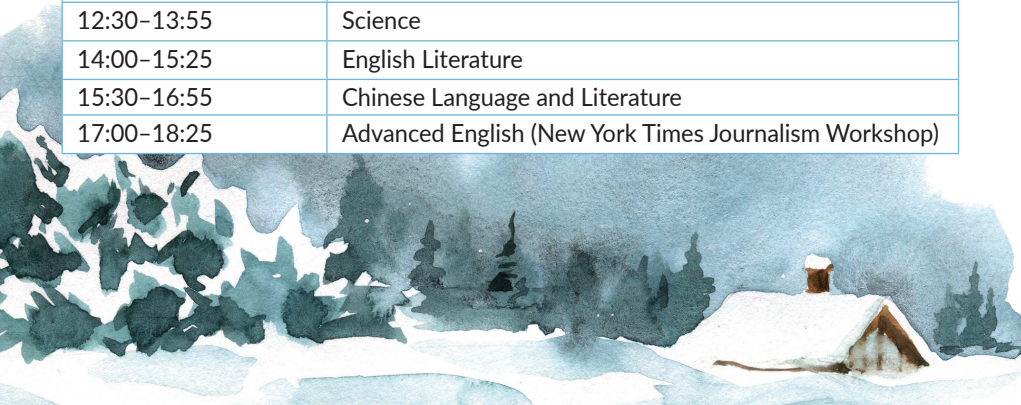 12:30–13:55 Science
14:00–15:25 English Literature
15:30–16:55 Chinese Language and Literature
17:00–18:25 Advanced English (New York Times Journalism Workshop)